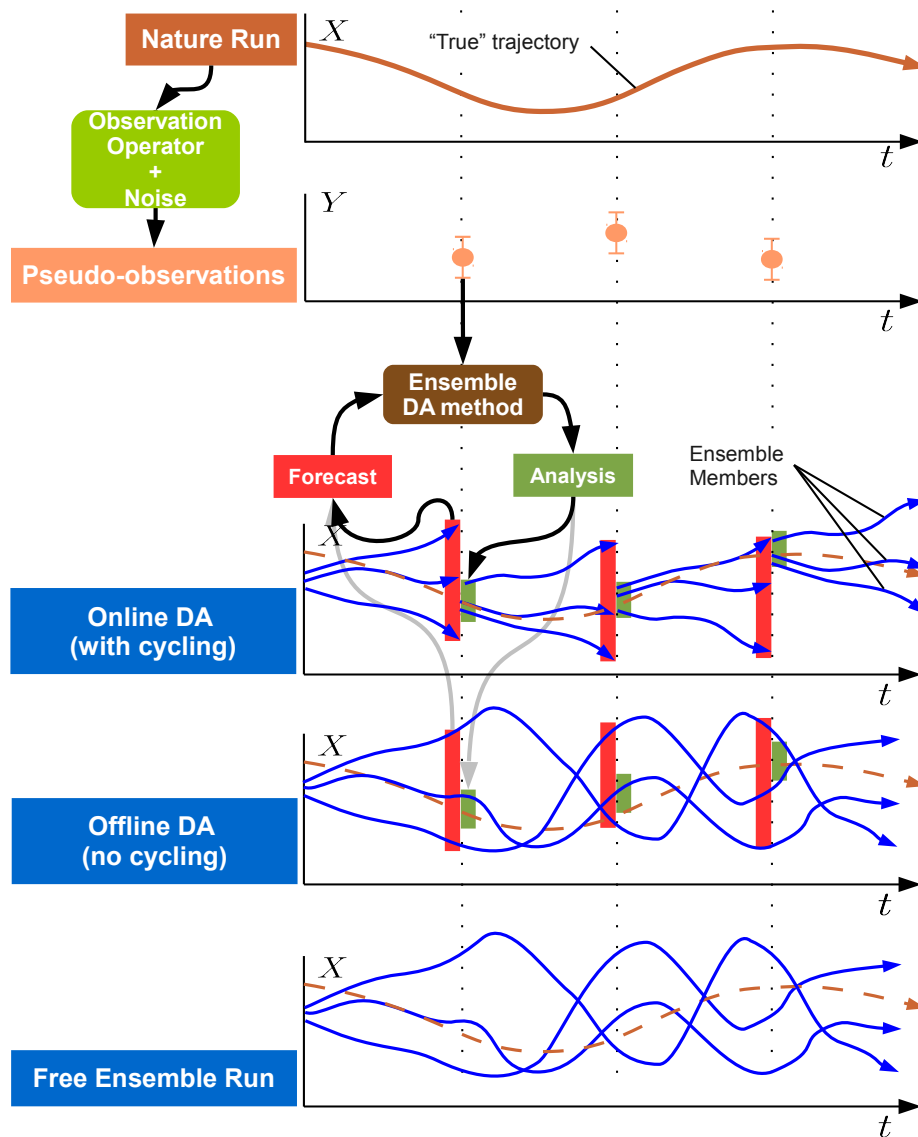 Nature Run
X
“True” trajectory
t
Observation
Operator
+
Noise
Y
Pseudo-observations
t
Ensemble
DA method
Forecast
Analysis
Ensemble
Members
X
Online DA
(with cycling)
t
X
Offline DA
(no cycling)
t
X
Free Ensemble Run
t